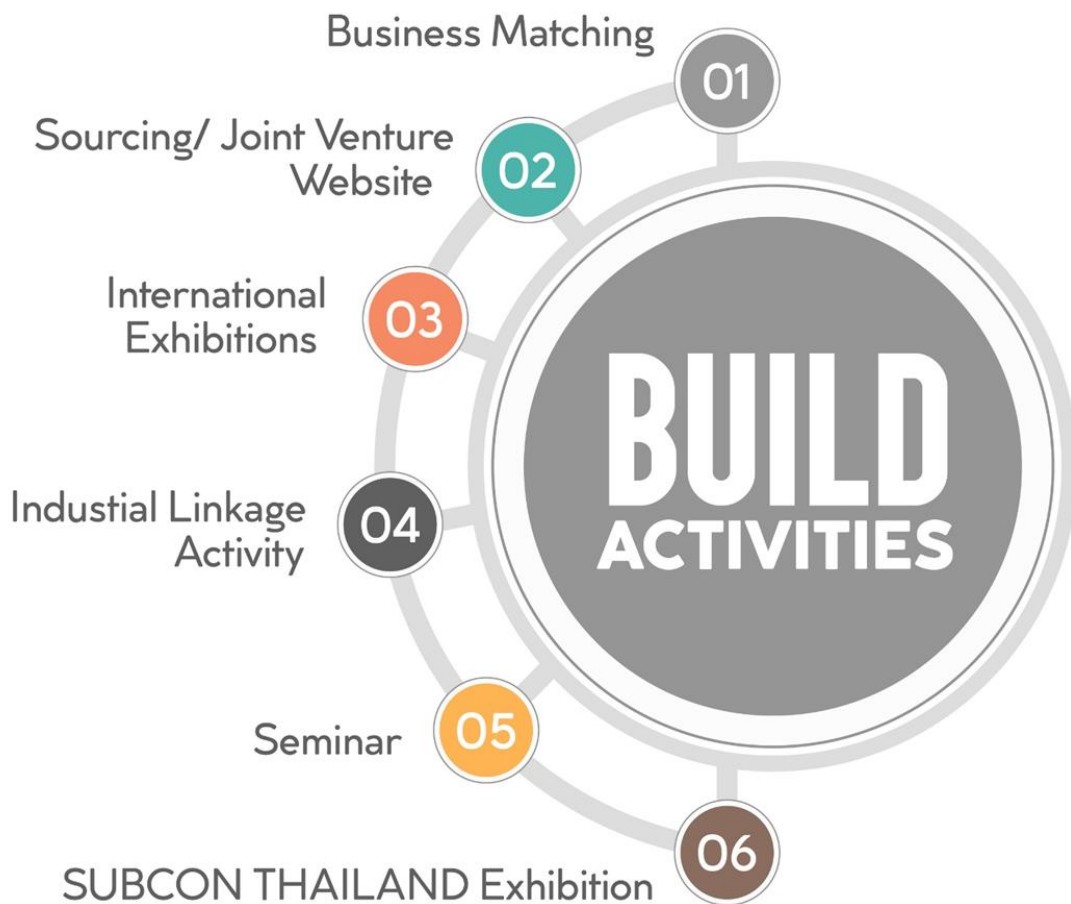 Business Matching
01
Sourcing/ Joint Venture
Website
02
International
Exhibitions
03
Industial Linkage
Activity
04
Seminar
05
SUBCON THAILAND Exhibition
06
BUILD
ACTIVITIES